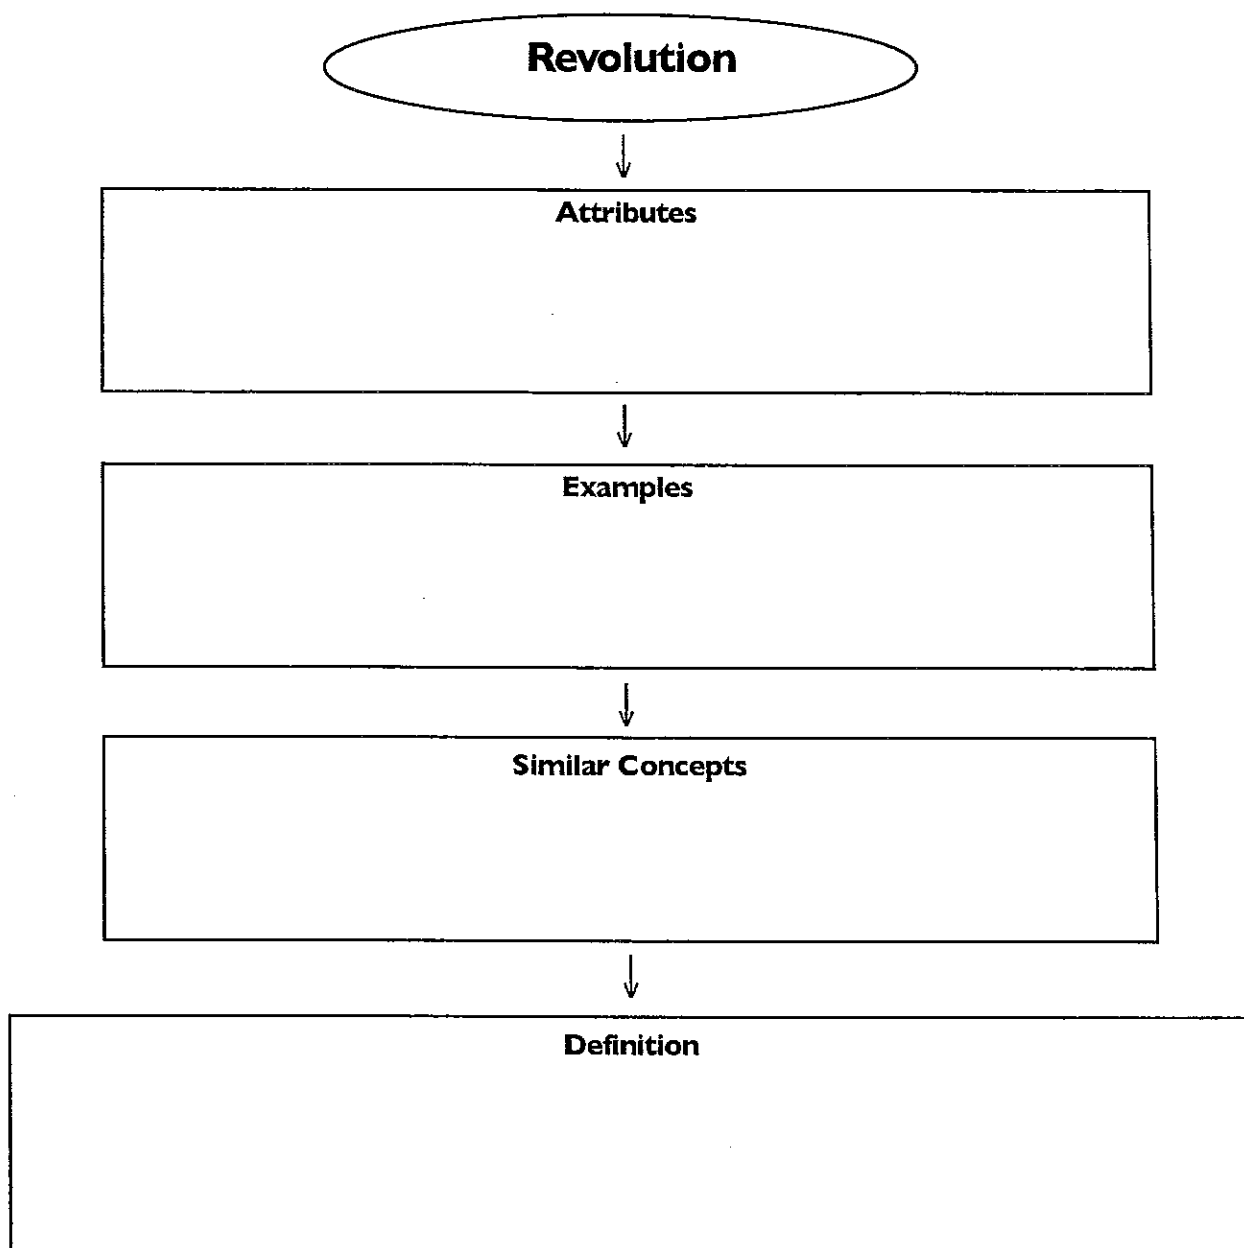 Revolution
Attributes
Examples
Similar Concepts
Definition